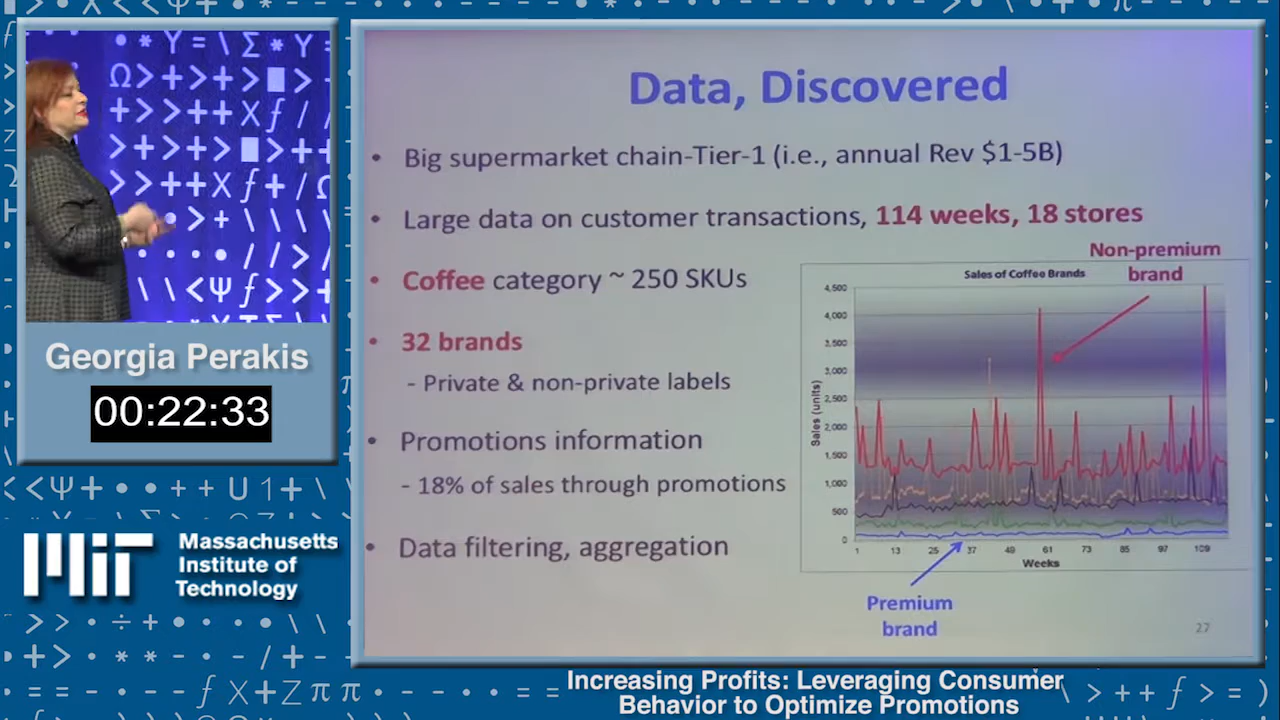 Data, Discovered
• Big supermarket chain-Tier-1 (i.e., annual Rev $1-5B)
• Large data on customer transactions, 114 weeks, 18 stores
• Coffee category ~ 250 SKUs
• 32 brands
- Private & non-private labels
• Promotions information
- 18% of sales through promotions
• Data filtering, aggregation
Non-premium
brand
Sales of Coffee Brands
4,500
4,000
3,500
3,000
2,500
2,000
1,500
1,000
500
0
Sales (units)
1 13 25 37 49 61 73 85 97 109
Weeks
Premium
brand
27
Georgia Perakis
00:22:33
MIT
Massachusetts
Institute of
Technology
Increasing Profits: Leveraging Consumer
Behavior to Optimize Promotions